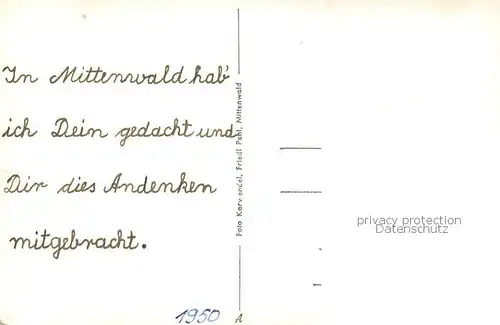 In Mittenwald hab'
ich Dein gedacht und
Dir dies Andenken
mitgebracht.
1950
A
Foto Karwendel, Friedl Pahl, Mittenwald
privacy protection
Datenschutz